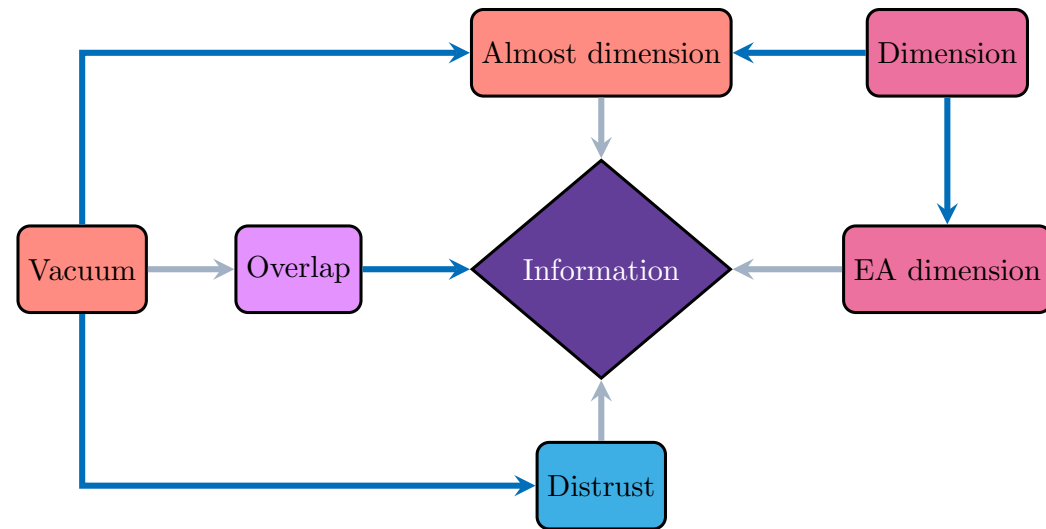 Almost dimension
Dimension
Vacuum
Overlap
Information
EA dimension
Distrust